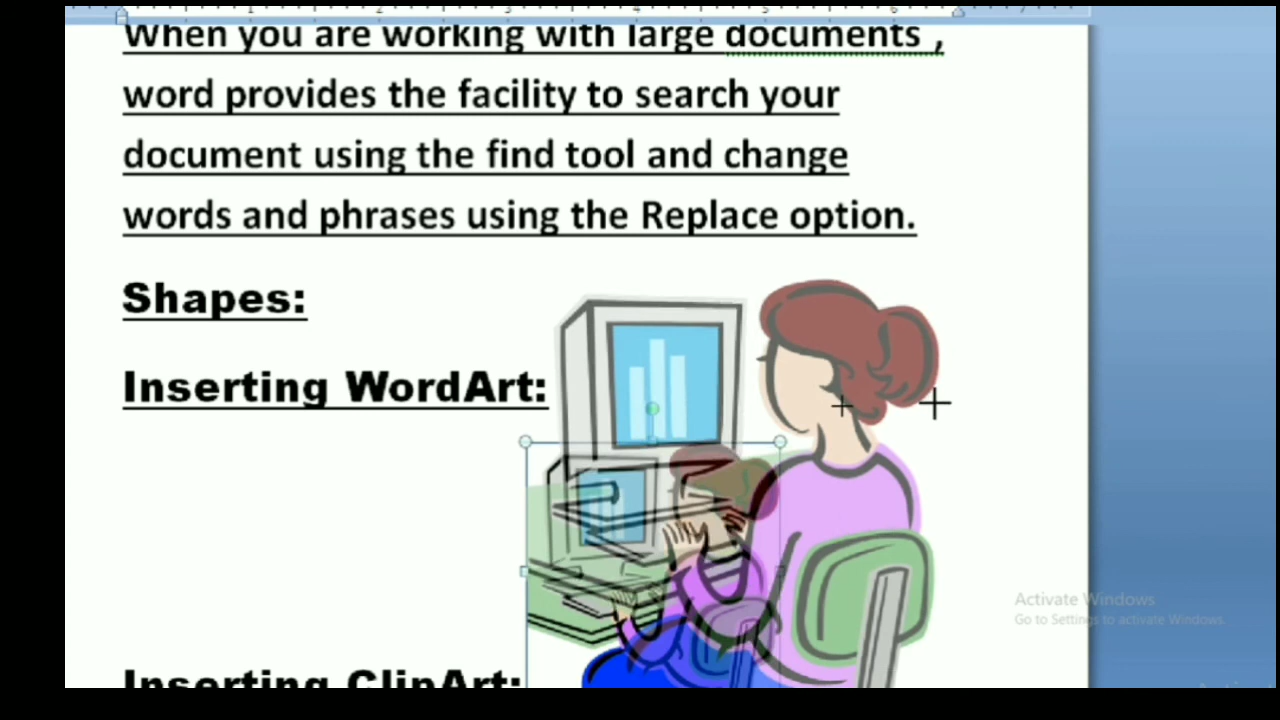 When you are working with large documents ,
word provides the facility to search your
document using the find tool and change
words and phrases using the Replace option.
Shapes:
Inserting WordArt:
Activate Windows
Go to Settings to activate Windows.
Inserting ClipArt: